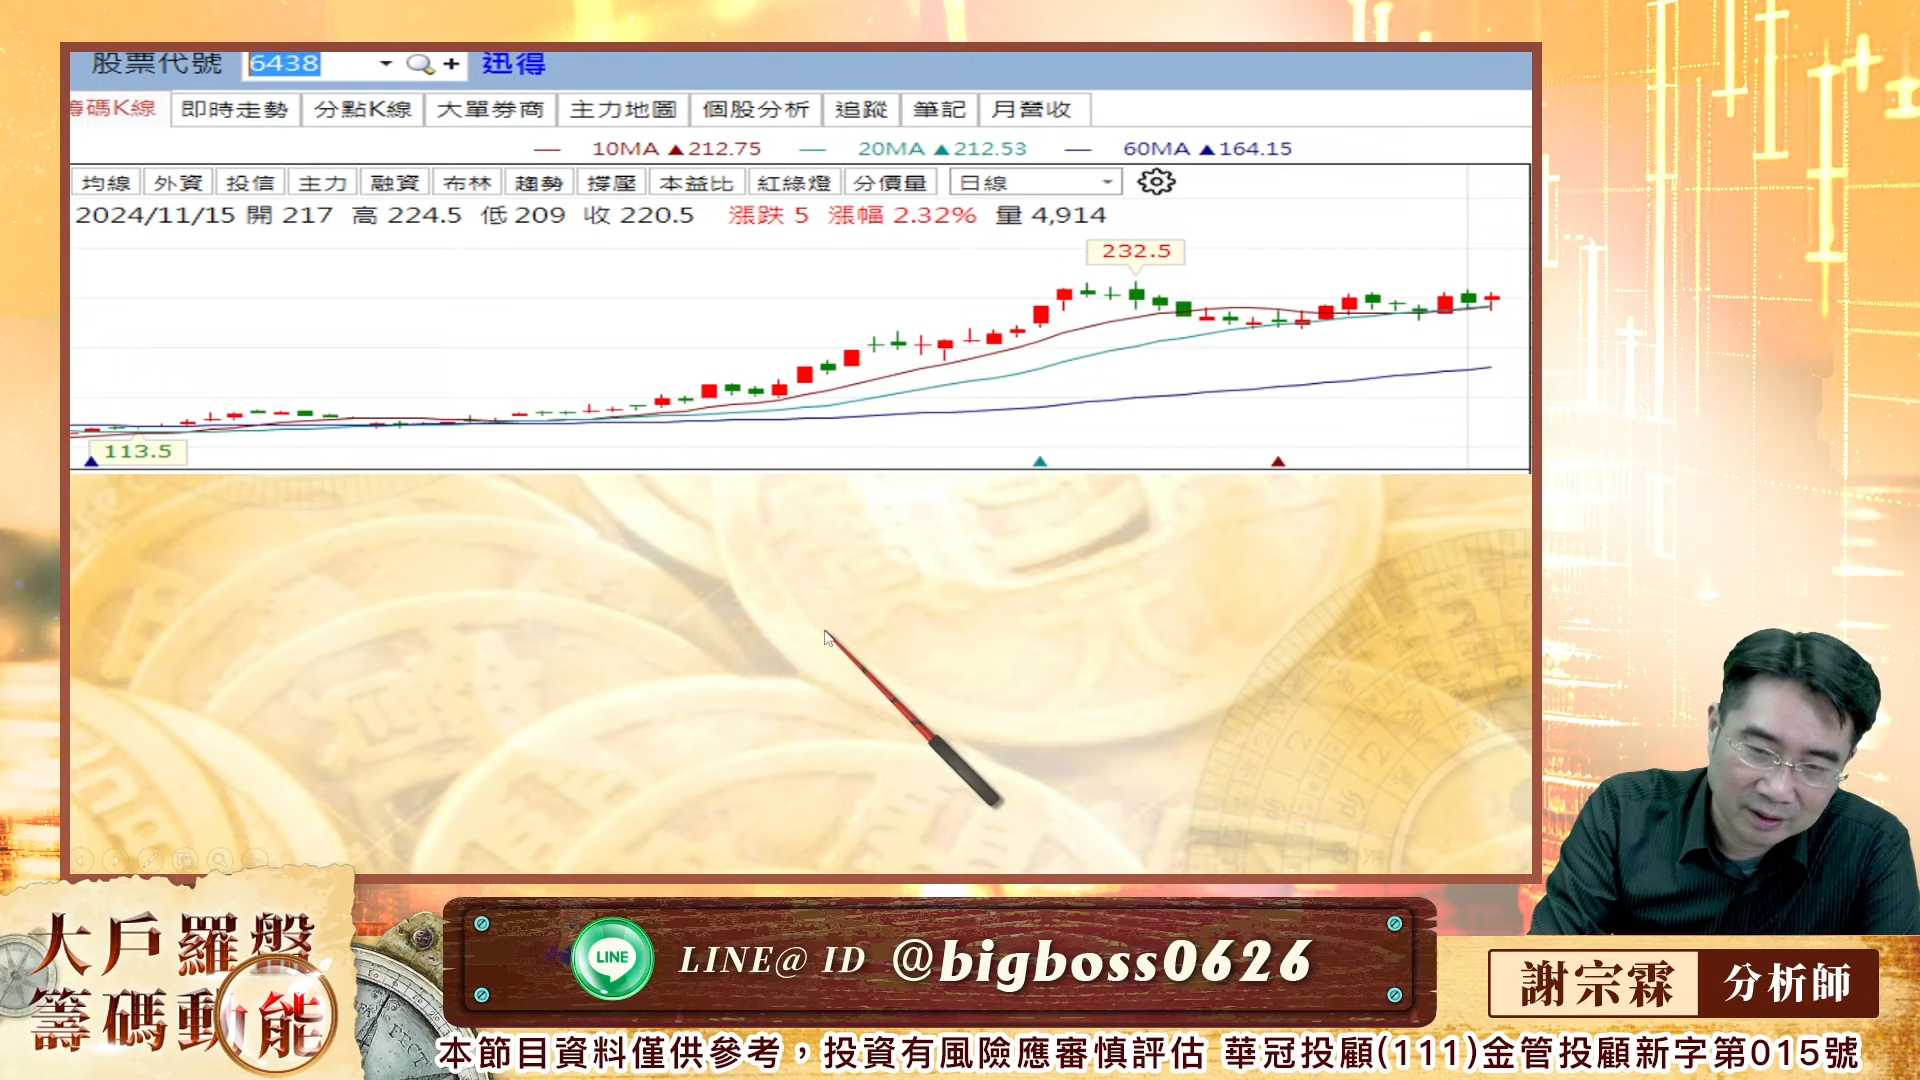 股票代號 6438 迅得
籌碼K線 即時走勢 分點K線 大單券商 主力地圖 個股分析 追蹤 筆記 月營收
10MA ▲212.75 20MA ▲212.53 60MA ▲164.15
均線 外資 投信 主力 融資 布林 趨勢 撐壓 本益比 紅綠燈 分價量 日線
2024/11/15 開 217 高 224.5 低 209 收 220.5 漲跌 5 漲幅 2.32% 量 4,914
232.5
113.5
大戶羅盤
籌碼動能
LINE LINE@ ID @bigboss0626
謝宗霖 分析師
本節目資料僅供參考，投資有風險應審慎評估 華冠投顧(111)金管投顧新字第015號